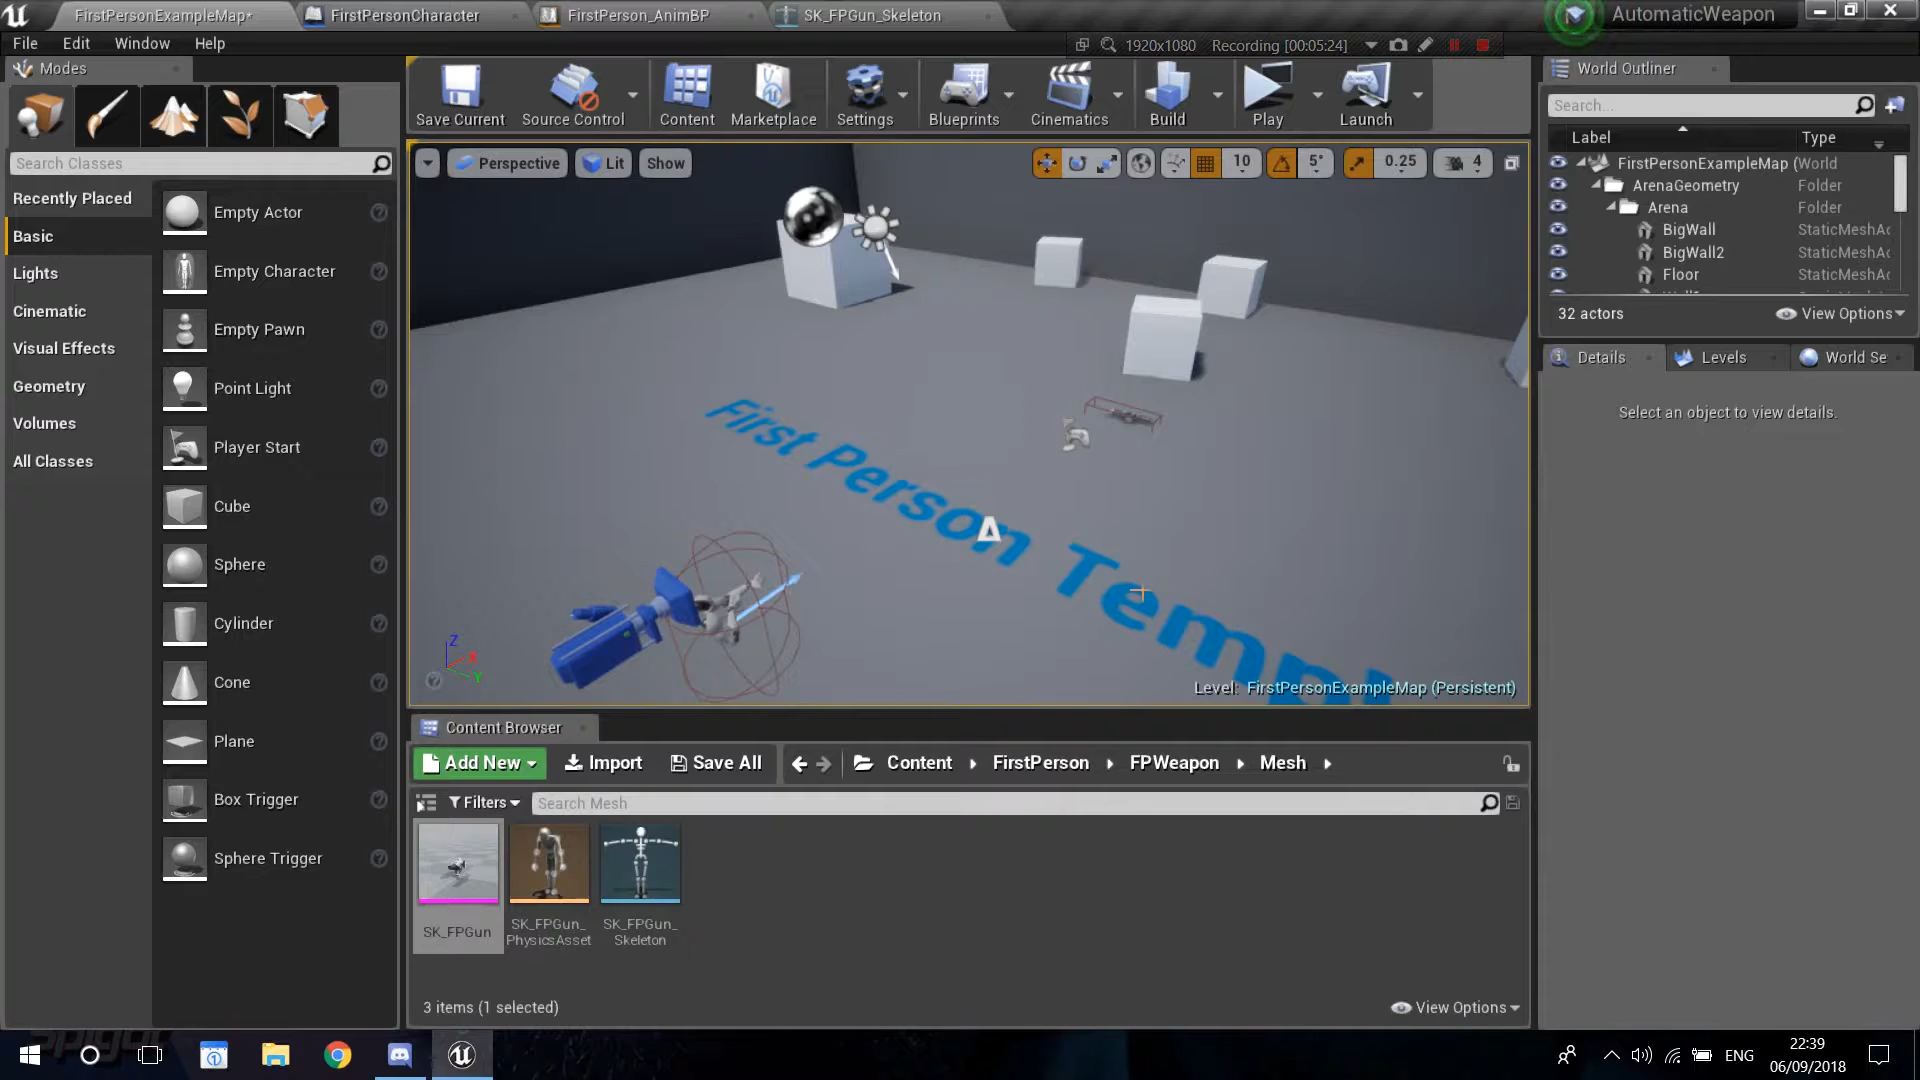 FirstPersonExampleMap*
FirstPersonCharacter
FirstPerson_AnimBP
SK_FPGun_Skeleton
AutomaticWeapon
File
Edit
Window
Help
1920x1080
Recording [00:05:24]
Modes
World Outliner
Save Current
Source Control
Content
Marketplace
Settings
Blueprints
Cinematics
Build
Play
Launch
Search Classes
Search...
Label
Type
Perspective
Lit
Show
10
5°
0.25
4
Recently Placed
Basic
Lights
Cinematic
Visual Effects
Geometry
Volumes
All Classes
Empty Actor
Empty Character
Empty Pawn
Point Light
Player Start
Cube
Sphere
Cylinder
Cone
Plane
Box Trigger
Sphere Trigger
FirstPersonExampleMap (
World
ArenaGeometry
Folder
Arena
Folder
BigWall
StaticMeshAc
BigWall2
StaticMeshAc
Floor
StaticMeshAc
32 actors
View Options
Details
Levels
World Se
Select an object to view details.
First Person Templ
Z
X
Y
Level: FirstPersonExampleMap (Persistent)
Content Browser
Add New
Import
Save All
Content
FirstPerson
FPWeapon
Mesh
Filters
Search Mesh
SK_FPGun
SK_FPGun_
PhysicsAsset
SK_FPGun_
Skeleton
3 items (1 selected)
View Options
ENG
22:39
06/09/2018